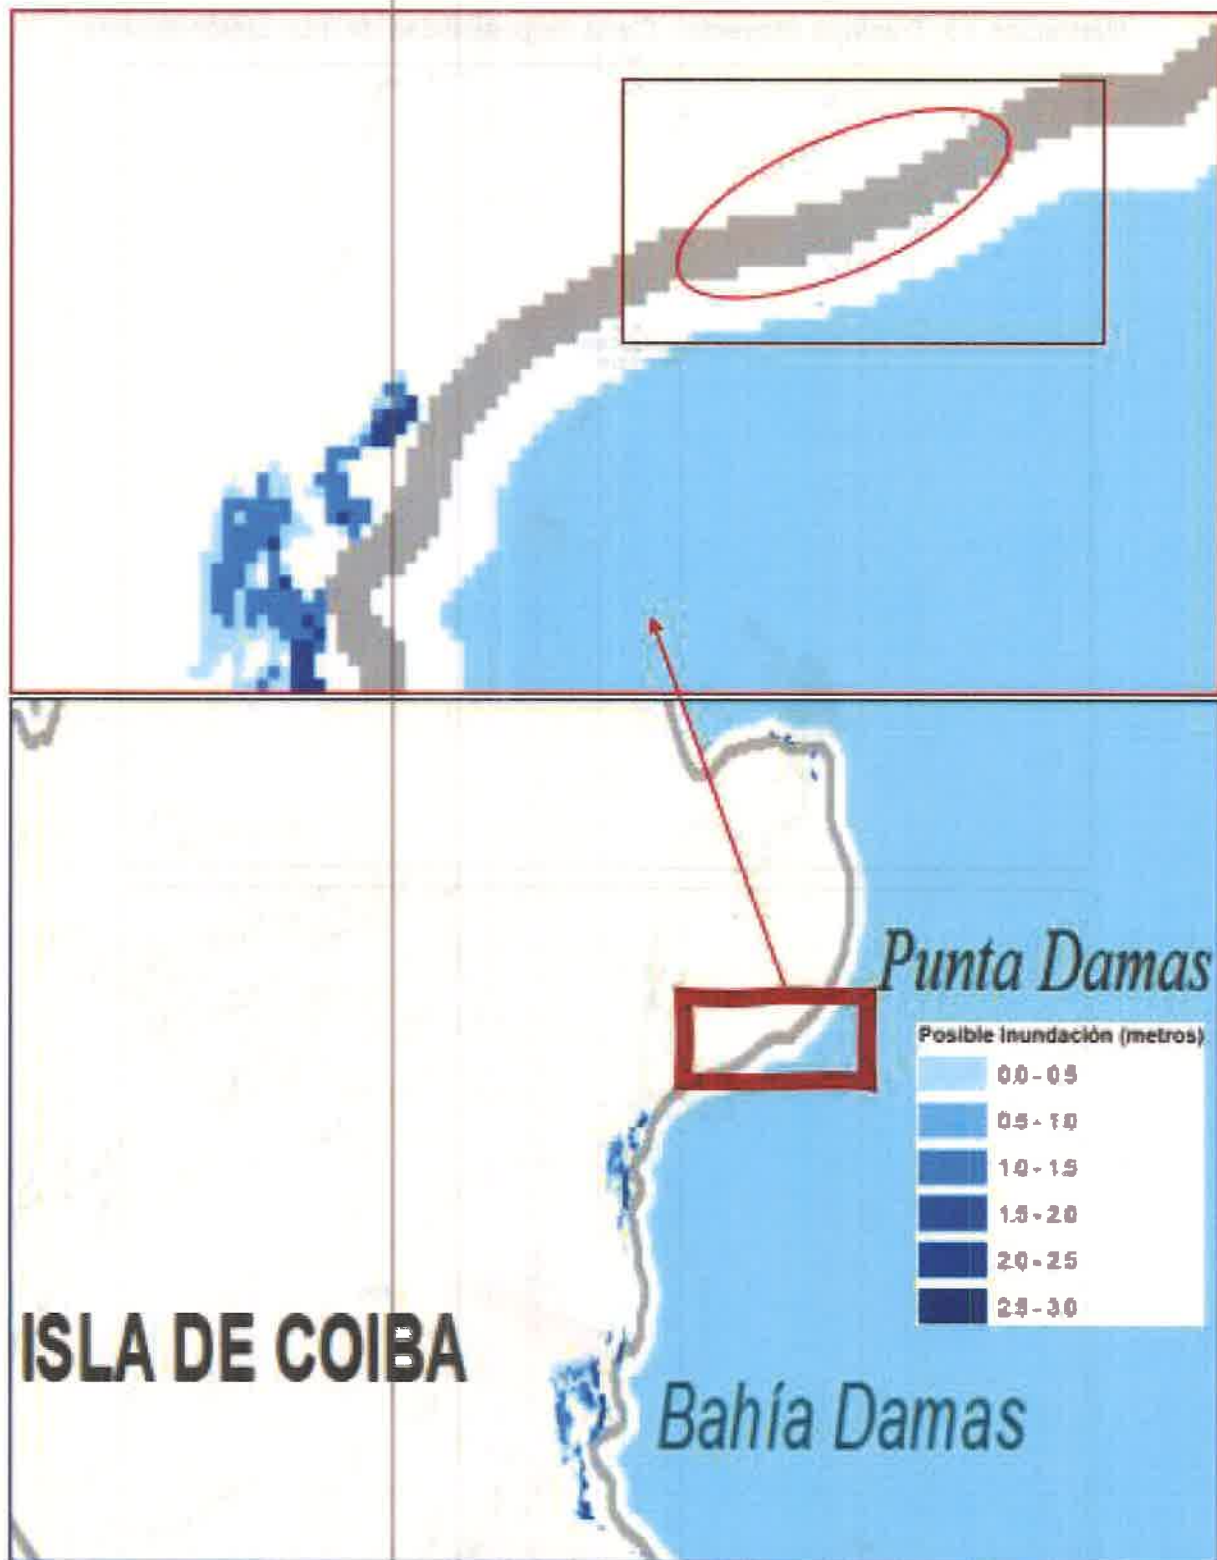 Punta Damas
Posible Inundación (metros)
0.0 - 0.5
0.5 - 1.0
1.0 - 1.5
1.5 - 2.0
2.0 - 2.5
2.5 - 3.0
ISLA DE COIBA
Bahía Damas